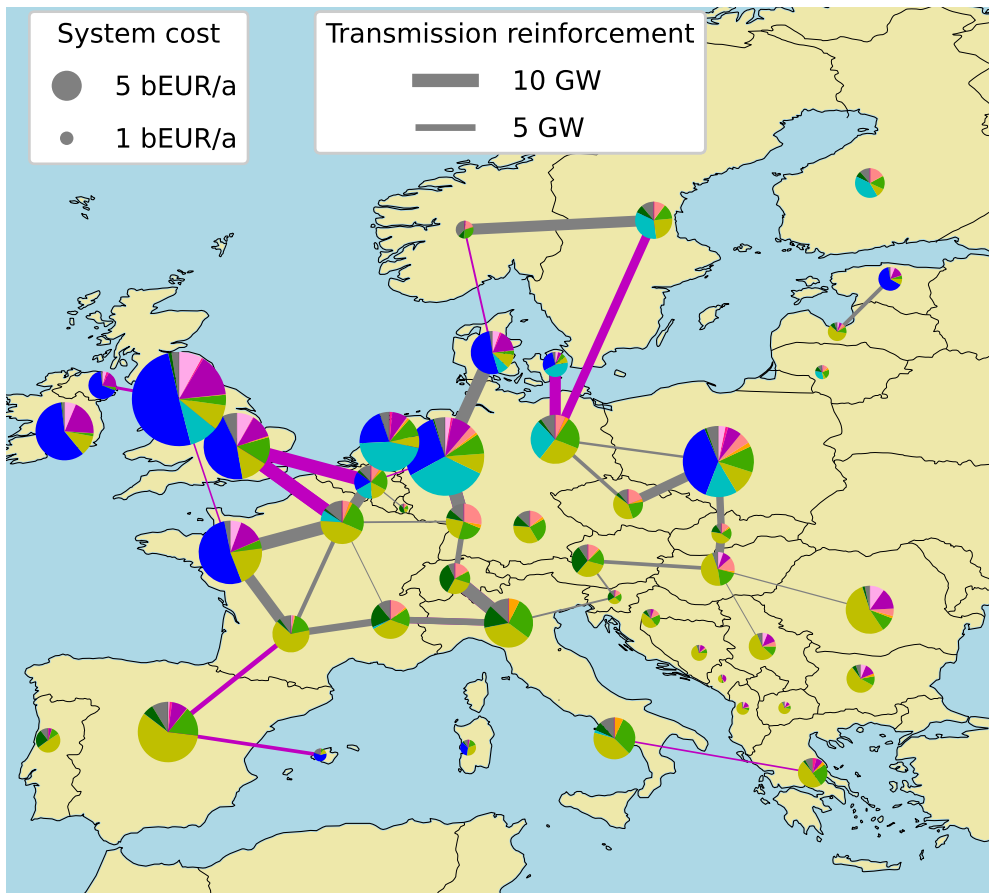 System cost
5 bEUR/a
1 bEUR/a
Transmission reinforcement
10 GW
5 GW